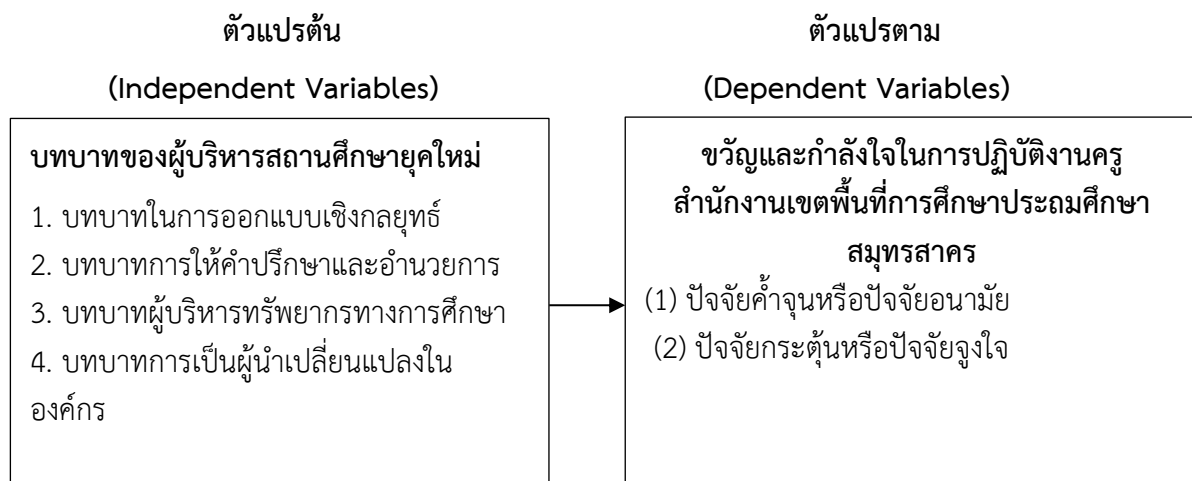 ตัวแปรต้น
(Independent Variables)
บทบาทของผู้บริหารสถานศึกษายุคใหม่
1. บทบาทในการออกแบบเชิงกลยุทธ์
2. บทบาทการให้คำปรึกษาและอำนวยการ
3. บทบาทผู้บริหารทรัพยากรทางการศึกษา
4. บทบาทการเป็นผู้นำเปลี่ยนแปลงใน
องค์กร
ตัวแปรตาม
(Dependent Variables)
ขวัญและกำลังใจในการปฏิบัติงานครู
สำนักงานเขตพื้นที่การศึกษาประถมศึกษา
สมุทรสาคร
(1) ปัจจัยค้ำจุนหรือปัจจัยอนามัย
(2) ปัจจัยกระตุ้นหรือปัจจัยจูงใจ